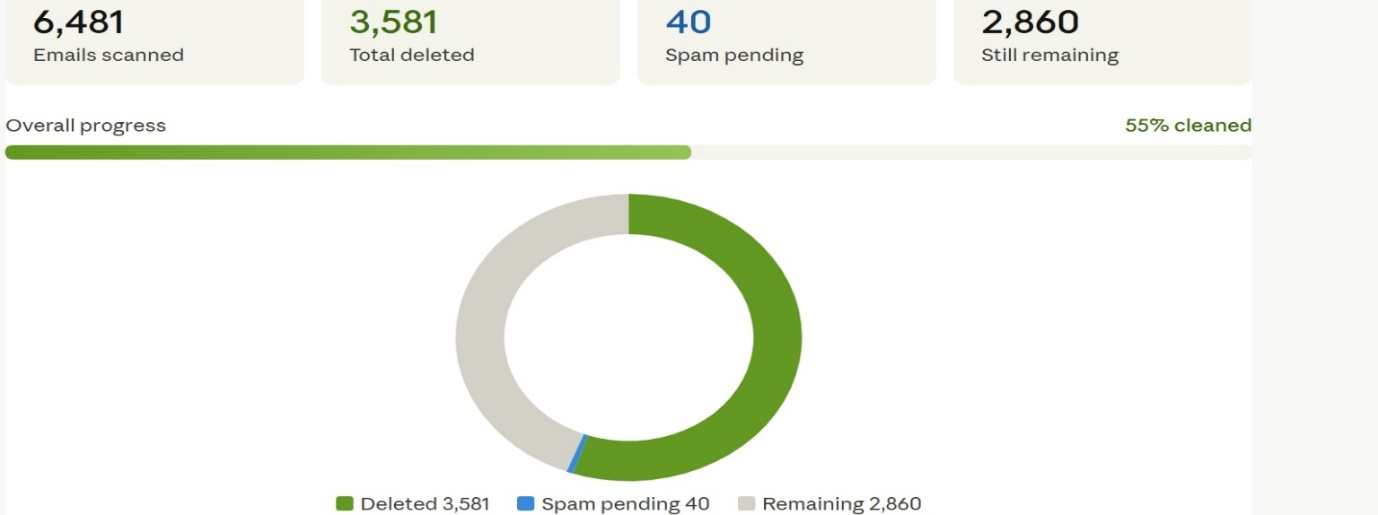 6,481
Emails scanned
3,581
Total deleted
40
Spam pending
2,860
Still remaining
Overall progress
55% cleaned
Deleted 3,581
Spam pending 40
Remaining 2,860